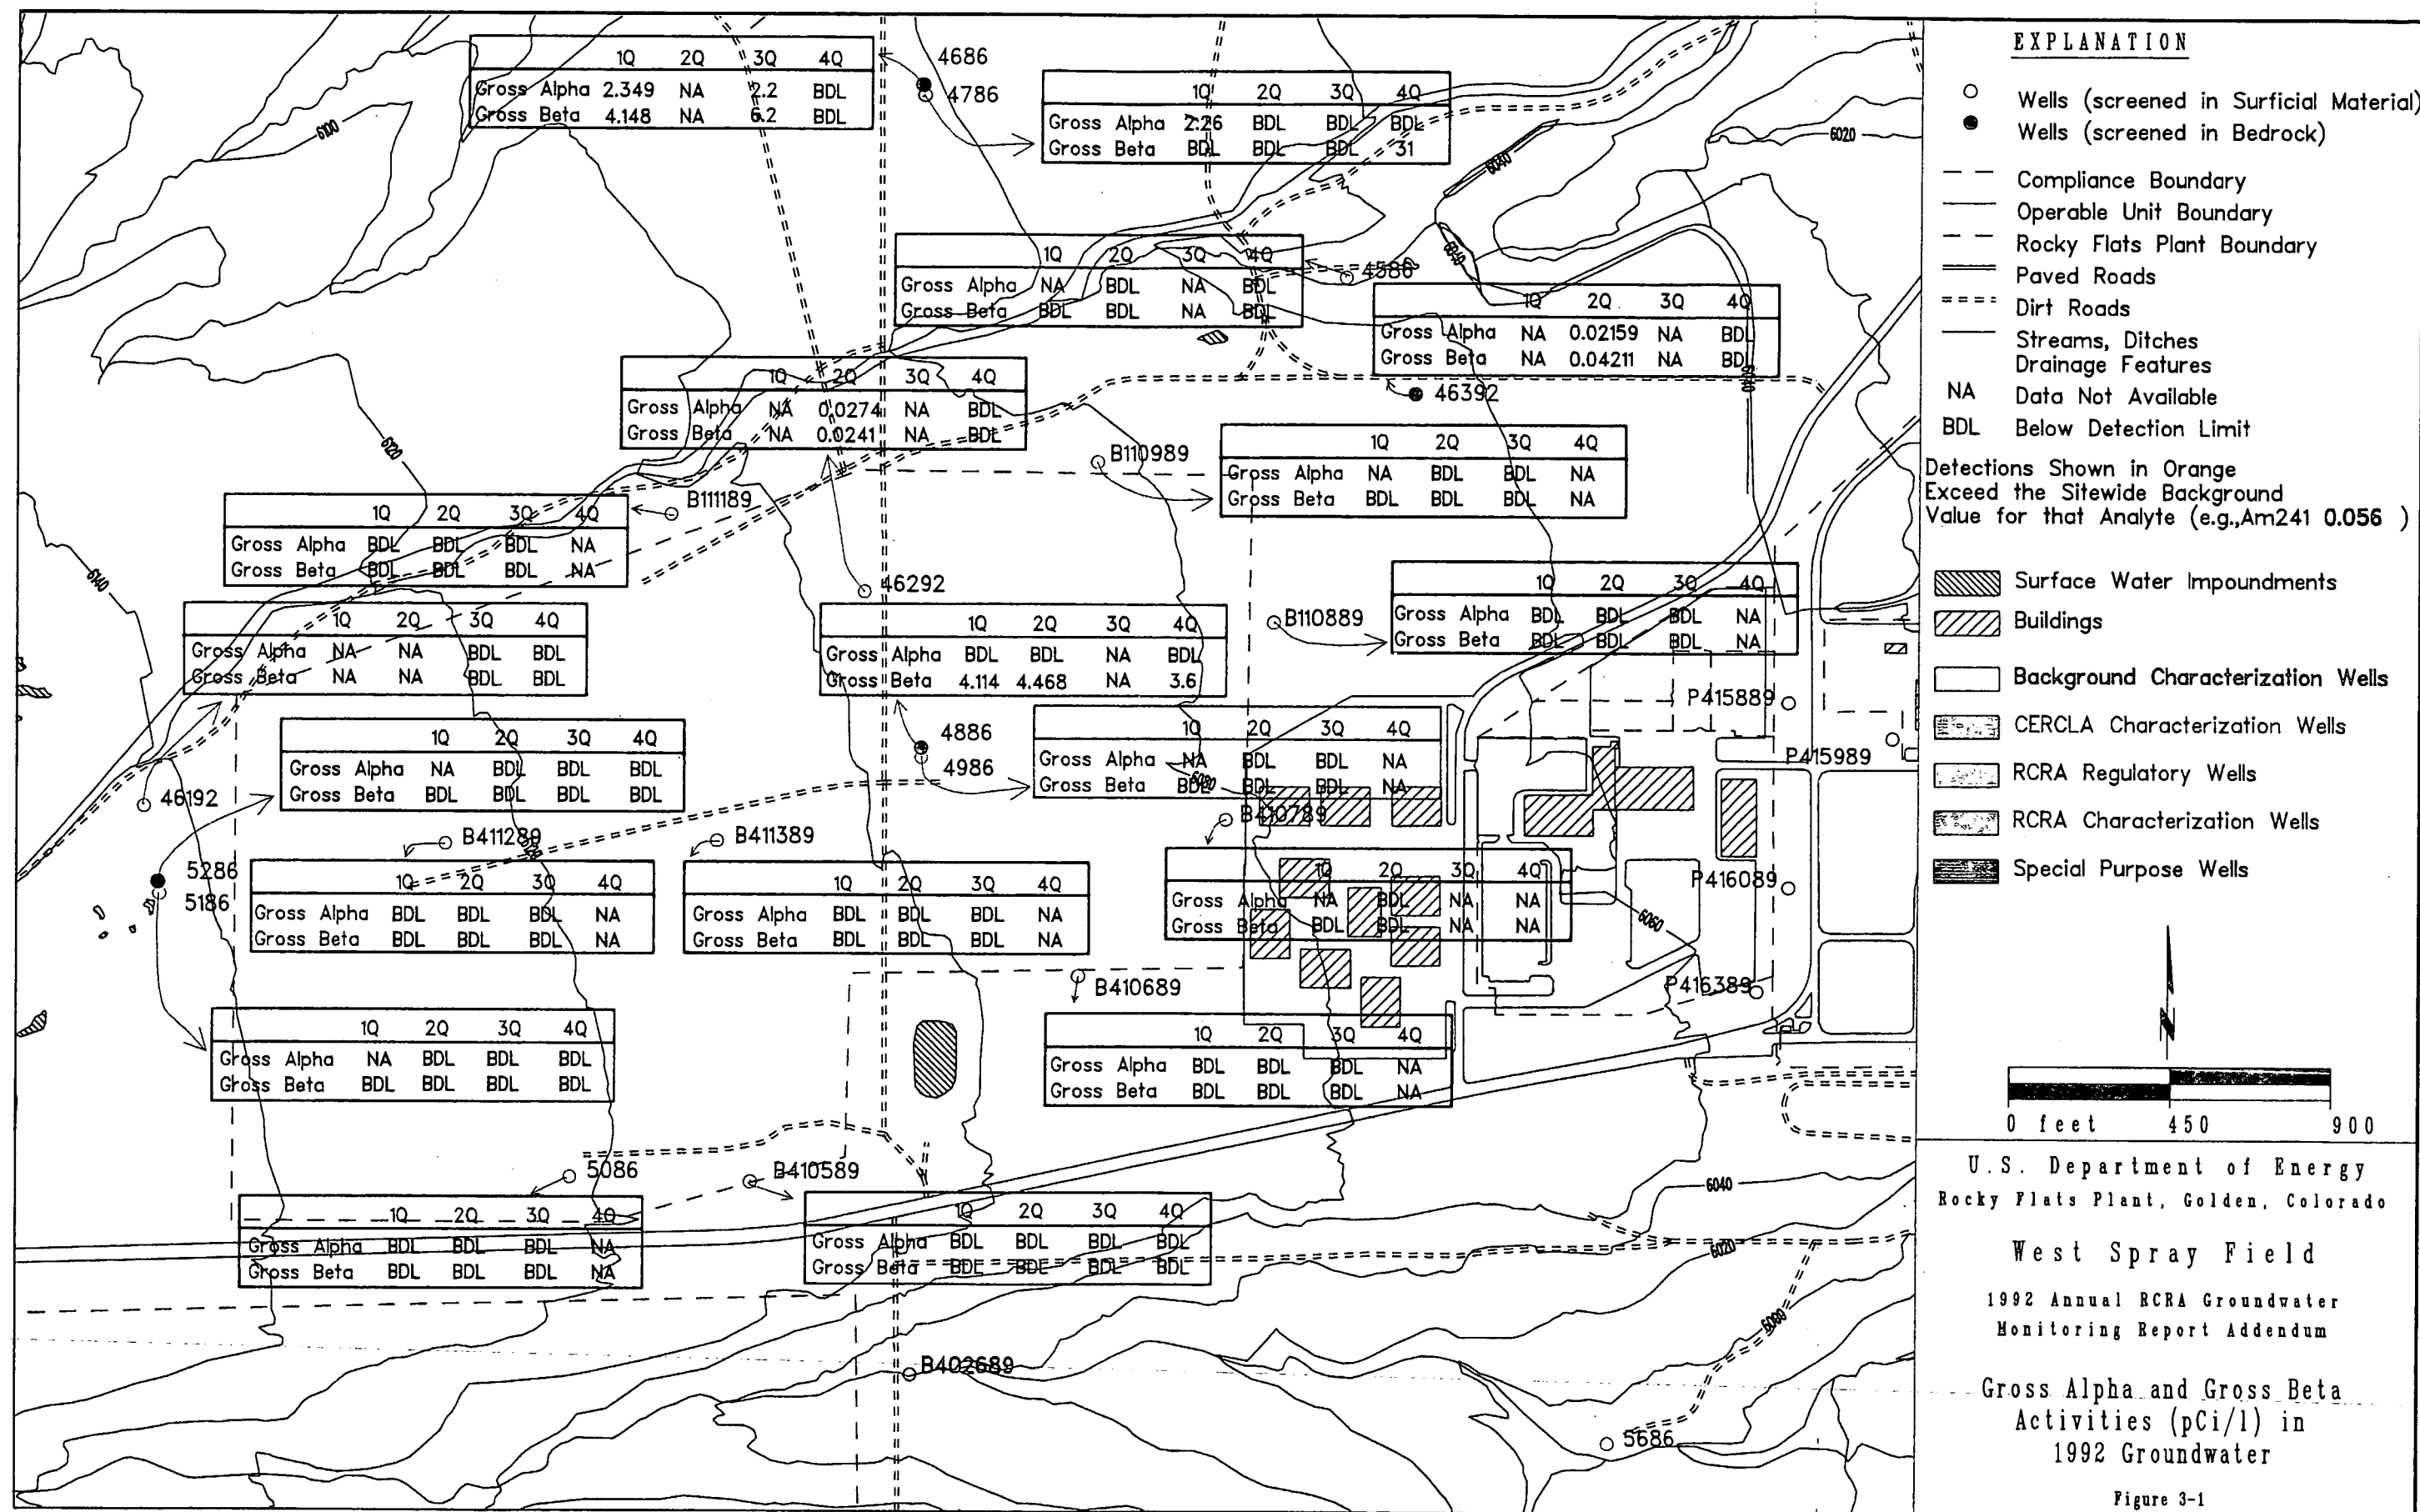 1Q 2Q 3Q 4Q
Gross Alpha 2.349 NA 2.2 BDL
Gross Beta 4.148 NA 6.2 BDL
4686
4786
1Q 2Q 3Q 4Q
Gross Alpha 2.26 BDL BDL BDL
Gross Beta BDL BDL BDL 31
6100
6020
6040
1Q 2Q 3Q 4Q
Gross Alpha NA BDL NA BDL
Gross Beta BDL BDL NA BDL
4586
6040
1Q 2Q 3Q 4Q
Gross Alpha NA 0.02159 NA BDL
Gross Beta NA 0.04211 NA BDL
46392
6040
1Q 2Q 3Q 4Q
Gross Alpha NA 0.0274 NA BDL
Gross Beta NA 0.0241 NA BDL
6120
B110989
1Q 2Q 3Q 4Q
Gross Alpha NA BDL BDL NA
Gross Beta BDL BDL BDL NA
1Q 2Q 3Q 4Q
Gross Alpha BDL BDL BDL NA
Gross Beta BDL BDL BDL NA
B111189
6140
46292
B110889
1Q 2Q 3Q 4Q
Gross Alpha BDL BDL BDL NA
Gross Beta BDL BDL BDL NA
1Q 2Q 3Q 4Q
Gross Alpha NA NA BDL BDL
Gross Beta NA NA BDL BDL
46192
1Q 2Q 3Q 4Q
Gross Alpha BDL BDL NA BDL
Gross Beta 4.114 4.468 NA 3.6
4886
4986
P415889
P415989
1Q 2Q 3Q 4Q
Gross Alpha NA BDL BDL BDL
Gross Beta BDL BDL BDL BDL
1Q 2Q 3Q 4Q
Gross Alpha NA BDL BDL NA
Gross Beta BDL BDL BDL NA
6080
B411289
B411389
B410789
5286
5186
1Q 2Q 3Q 4Q
Gross Alpha BDL BDL BDL NA
Gross Beta BDL BDL BDL NA
1Q 2Q 3Q 4Q
Gross Alpha BDL BDL BDL NA
Gross Beta BDL BDL BDL NA
1Q 2Q 3Q 4Q
Gross Alpha NA BDL NA NA
Gross Beta BDL BDL NA NA
P416089
6060
P416389
B410689
1Q 2Q 3Q 4Q
Gross Alpha NA BDL BDL BDL
Gross Beta BDL BDL BDL BDL
1Q 2Q 3Q 4Q
Gross Alpha BDL BDL BDL NA
Gross Beta BDL BDL BDL NA
5086
B410589
1Q 2Q 3Q 4Q
Gross Alpha BDL BDL BDL NA
Gross Beta BDL BDL BDL NA
1Q 2Q 3Q 4Q
Gross Alpha BDL BDL BDL BDL
Gross Beta BDL BDL BDL BDL
6040
6020
6000
B402689
5686
EXPLANATION
Wells (screened in Surficial Material)
Wells (screened in Bedrock)
Compliance Boundary
Operable Unit Boundary
Rocky Flats Plant Boundary
Paved Roads
Dirt Roads
Streams, Ditches
Drainage Features
NA Data Not Available
BDL Below Detection Limit
Detections Shown in Orange
Exceed the Sitewide Background
Value for that Analyte (e.g.,Am241 0.056 )
Surface Water Impoundments
Buildings
Background Characterization Wells
CERCLA Characterization Wells
RCRA Regulatory Wells
RCRA Characterization Wells
Special Purpose Wells
N
0 feet 450 900
U.S. Department of Energy
Rocky Flats Plant, Golden, Colorado
West Spray Field
1992 Annual RCRA Groundwater
Monitoring Report Addendum
Gross Alpha and Gross Beta
Activities (pCi/l) in
1992 Groundwater
Figure 3-1